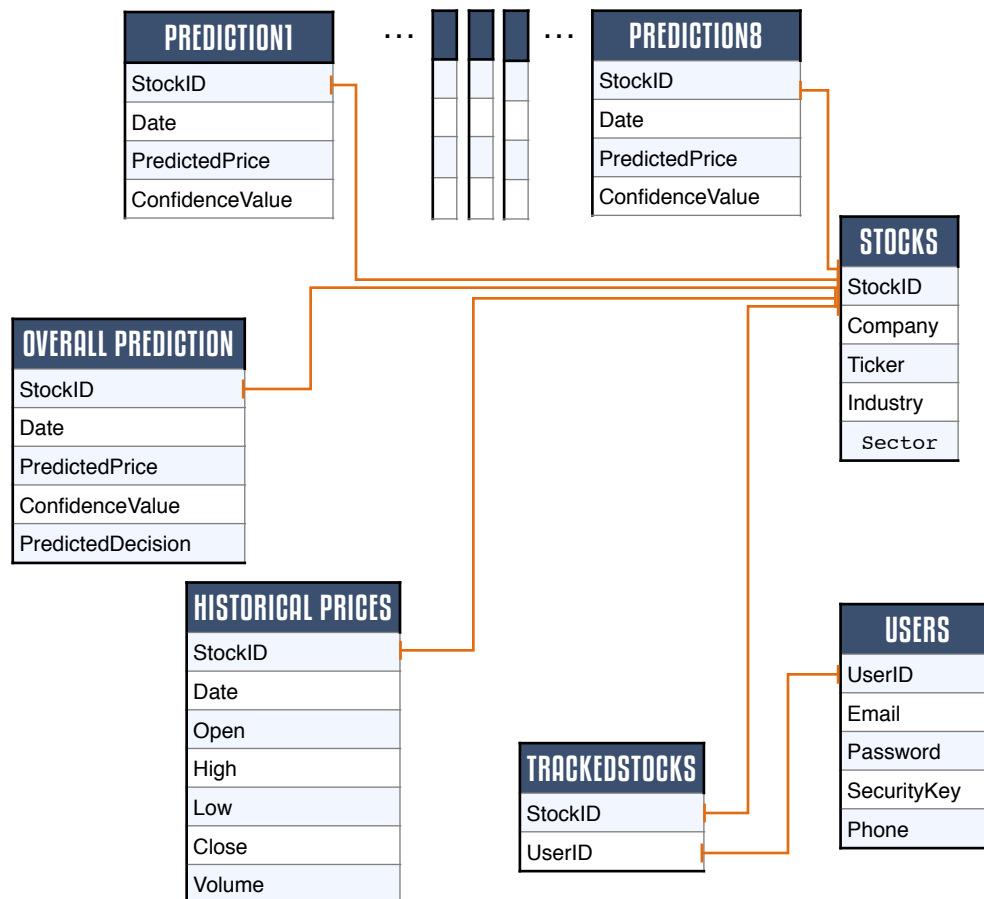 PREDICTION1
StockID
Date
PredictedPrice
ConfidenceValue
... ...
PREDICTION8
StockID
Date
PredictedPrice
ConfidenceValue
STOCKS
StockID
Company
Ticker
Industry
Sector
OVERALL PREDICTION
StockID
Date
PredictedPrice
ConfidenceValue
PredictedDecision
HISTORICAL PRICES
StockID
Date
Open
High
Low
Close
Volume
TRACKEDSTOCKS
StockID
UserID
USERS
UserID
Email
Password
SecurityKey
Phone